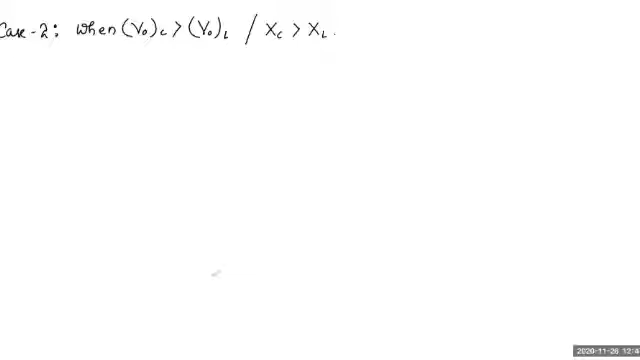 Case-2: When (V₀)c > (V₀)L / Xc > XL.
2020-11-26 12:4